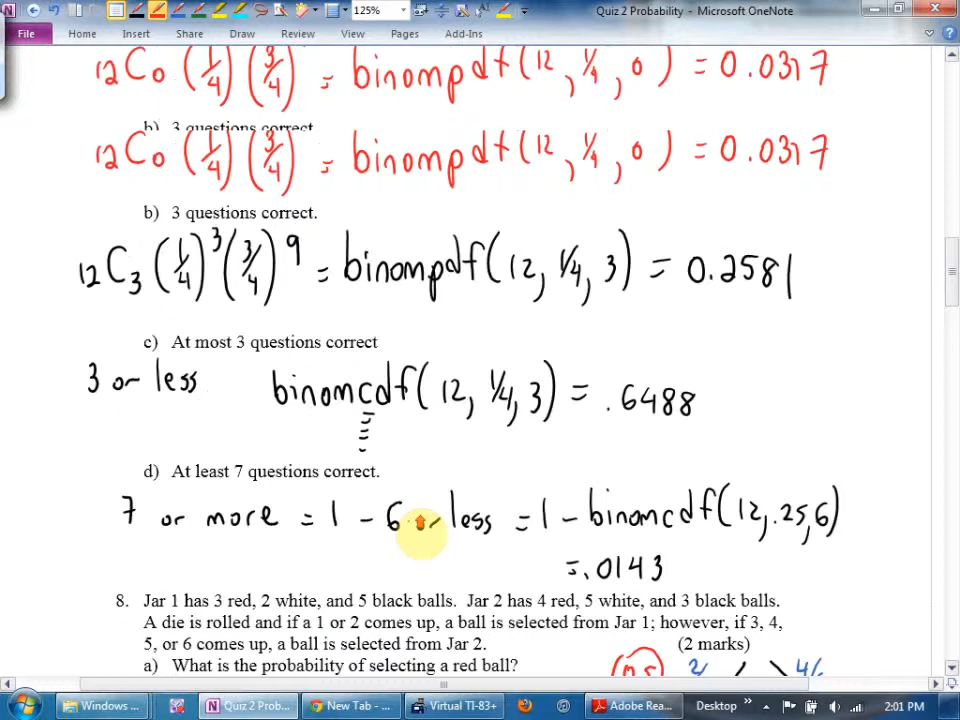 125% Quiz 2 Probability - Microsoft OneNote
File Home Insert Share Draw Review View Pages Add-Ins
12C0 (1/4) (3/4) = binompdf(12, 1/4, 0) = 0.0317
b) 3 questions correct.
12C0 (1/4) (3/4) = binompdf(12, 1/4, 0) = 0.0317
b) 3 questions correct.
12C3 (1/4)^3 (3/4)^9 = binompdf(12, 1/4, 3) = 0.2581
c) At most 3 questions correct
3 or less binomcdf(12, 1/4, 3) = .6488
d) At least 7 questions correct.
7 or more = 1 - 6 or less = 1 - binomcdf(12, .25, 6)
= .0143
8. Jar 1 has 3 red, 2 white, and 5 black balls. Jar 2 has 4 red, 5 white, and 3 black balls.
A die is rolled and if a 1 or 2 comes up, a ball is selected from Jar 1; however, if 3, 4,
5, or 6 comes up, a ball is selected from Jar 2. (2 marks)
a) What is the probability of selecting a red ball?
Windows ... Quiz 2 Prob... New Tab - ... Virtual TI-83+ Adobe Rea... Desktop 2:01 PM